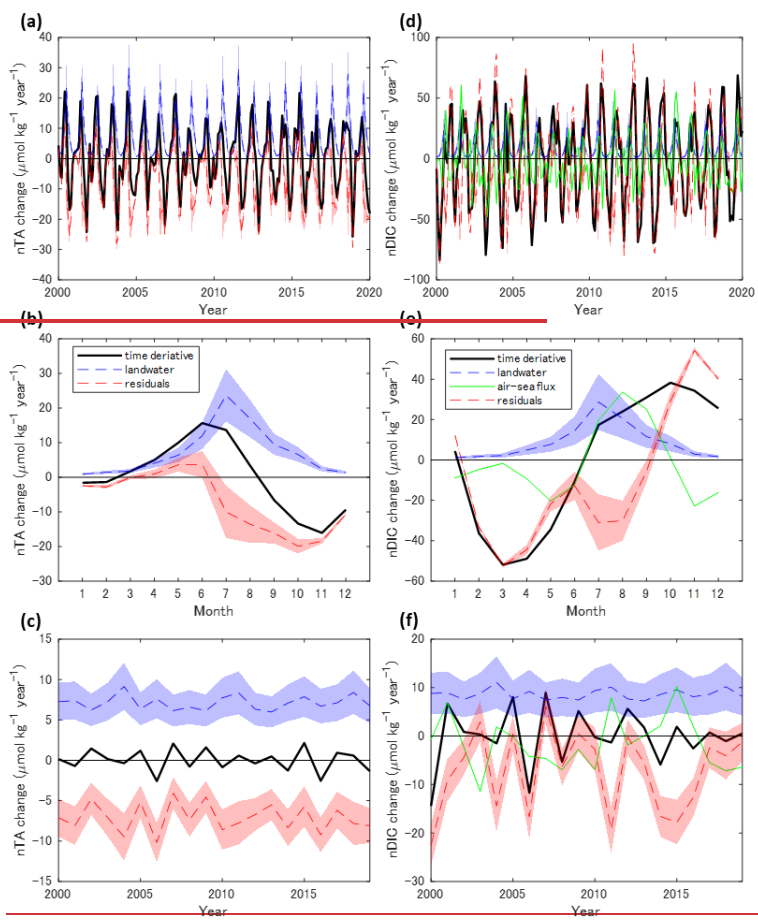 (a)
(d)
40
30
20
10
0
−10
−20
−30
−40
nTA change (μmol kg⁻¹ year⁻¹)
2000 2005 2010 2015 2020
Year
100
50
0
−50
−100
nDIC change (μmol kg⁻¹ year⁻¹)
2000 2005 2010 2015 2020
Year
(b)
(e)
40
30
20
10
0
−10
−20
−30
nTA change (μmol kg⁻¹ year⁻¹)
time deriative
landwater
residuals
1 2 3 4 5 6 7 8 9 10 11 12
Month
60
40
20
0
−20
−40
−60
nDIC change (μmol kg⁻¹ year⁻¹)
time deriative
landwater
air−sea flux
residuals
1 2 3 4 5 6 7 8 9 10 11 12
Month
(c)
(f)
15
10
5
0
−5
−10
−15
nTA change (μmol kg⁻¹ year⁻¹)
2000 2005 2010 2015
Year
20
10
0
−10
−20
−30
nDIC change (μmol kg⁻¹ year⁻¹)
2000 2005 2010 2015
Year